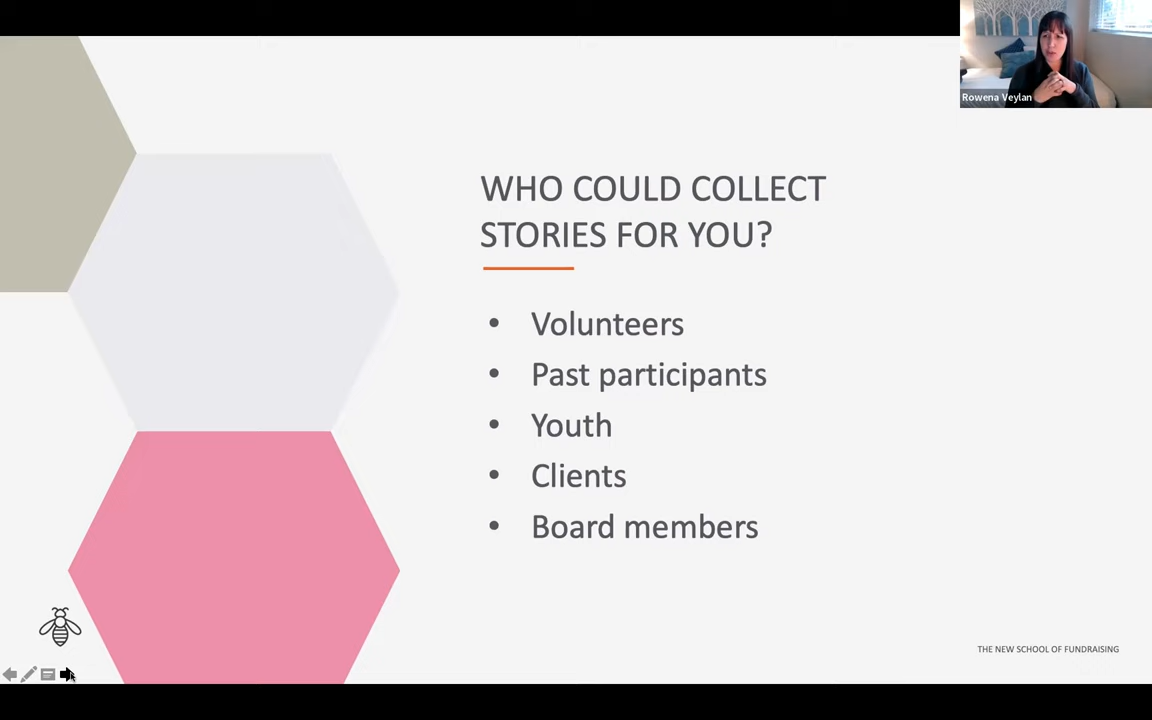 Rowena Veylan
WHO COULD COLLECT
STORIES FOR YOU?
• Volunteers
• Past participants
• Youth
• Clients
• Board members
THE NEW SCHOOL OF FUNDRAISING